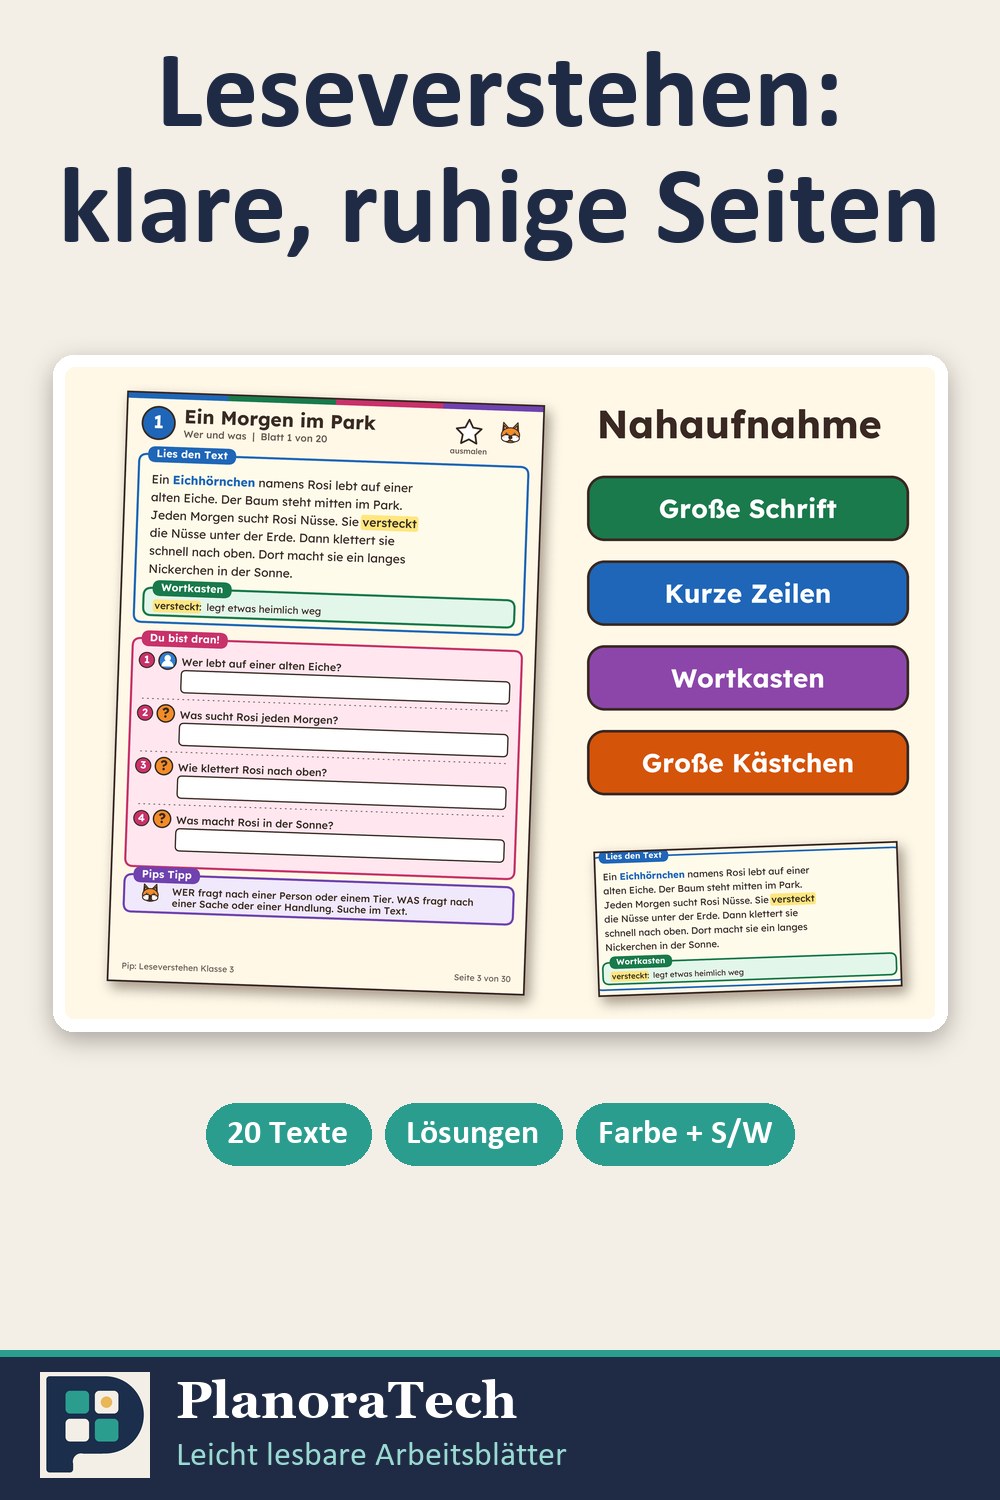 Leseverstehen:
klare, ruhige Seiten
1
Ein Morgen im Park
Wer und was | Blatt 1 von 20
ausmalen
Lies den Text
Ein Eichhörnchen namens Rosi lebt auf einer
alten Eiche. Der Baum steht mitten im Park.
Jeden Morgen sucht Rosi Nüsse. Sie versteckt
die Nüsse unter der Erde. Dann klettert sie
schnell nach oben. Dort macht sie ein langes
Nickerchen in der Sonne.
Wortkasten
versteckt: legt etwas heimlich weg
Du bist dran!
1 Wer lebt auf einer alten Eiche?
2 ? Was sucht Rosi jeden Morgen?
3 ? Wie klettert Rosi nach oben?
4 ? Was macht Rosi in der Sonne?
Pips Tipp
WER fragt nach einer Person oder einem Tier. WAS fragt nach
einer Sache oder einer Handlung. Suche im Text.
Pip: Leseverstehen Klasse 3
Seite 3 von 30
Nahaufnahme
Große Schrift
Kurze Zeilen
Wortkasten
Große Kästchen
Lies den Text
Ein Eichhörnchen namens Rosi lebt auf einer
alten Eiche. Der Baum steht mitten im Park.
Jeden Morgen sucht Rosi Nüsse. Sie versteckt
die Nüsse unter der Erde. Dann klettert sie
schnell nach oben. Dort macht sie ein langes
Nickerchen in der Sonne.
Wortkasten
versteckt: legt etwas heimlich weg
20 Texte
Lösungen
Farbe + S/W
PlanoraTech
Leicht lesbare Arbeitsblätter